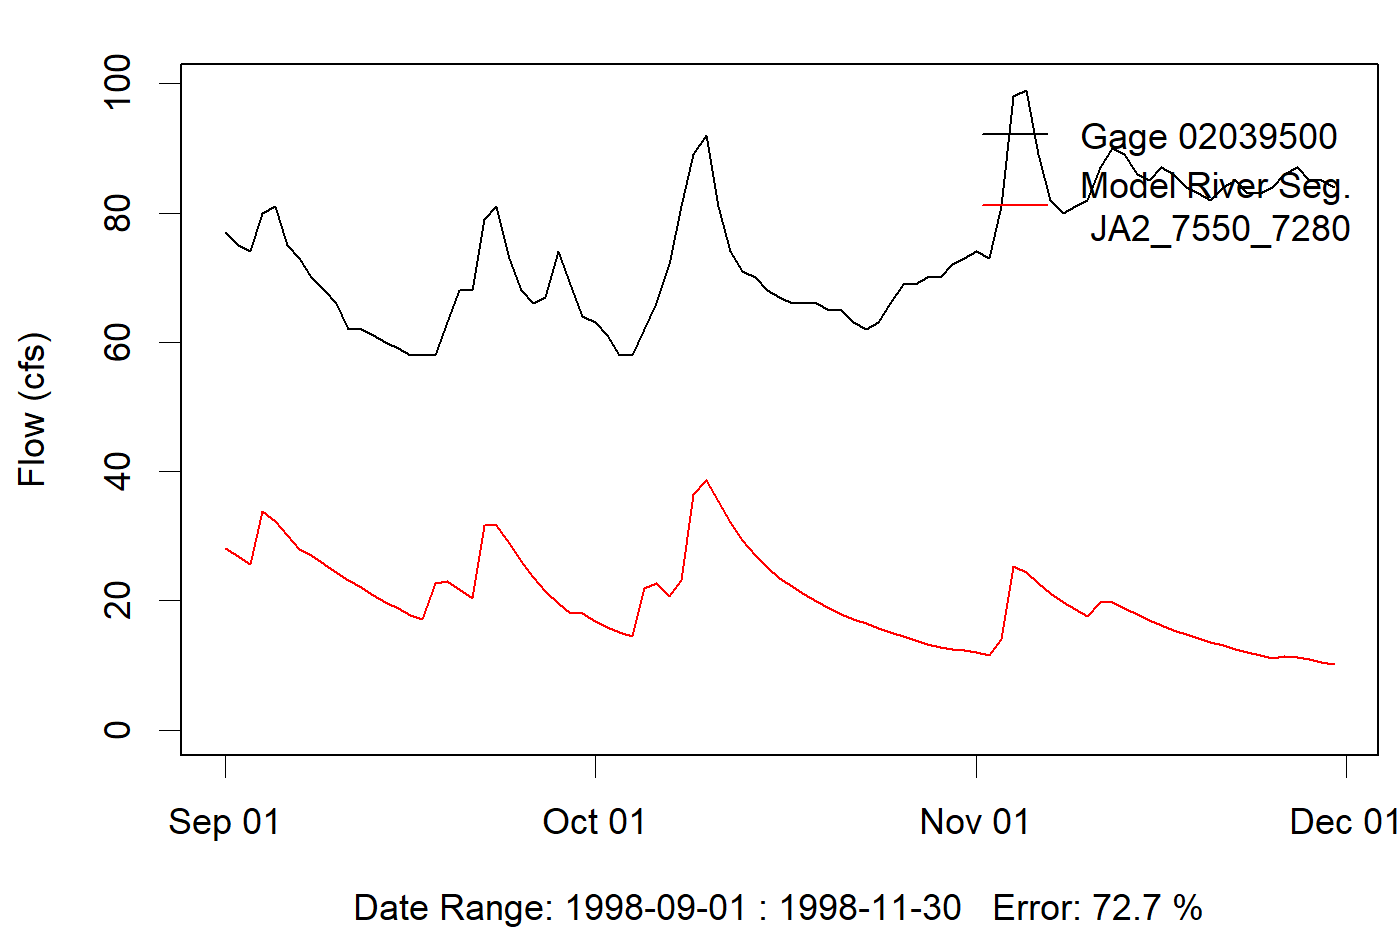 Flow (cfs)
100
80
60
40
20
0
Gage 02039500
Model River Seg.
JA2_7550_7280
Sep 01
Oct 01
Nov 01
Dec 01
Date Range: 1998-09-01 : 1998-11-30 Error: 72.7 %